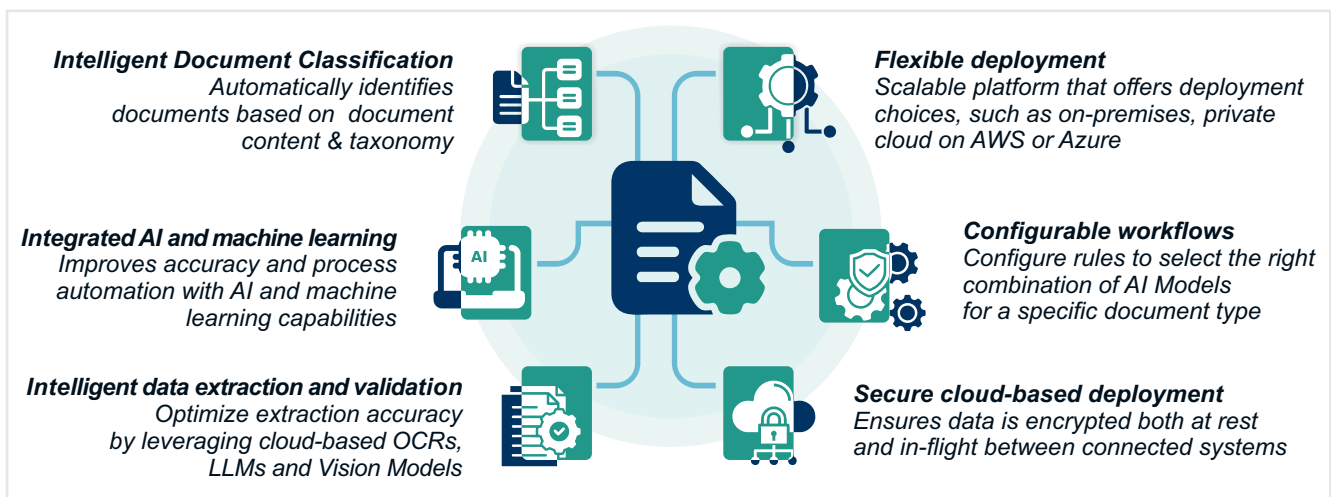 Intelligent Document Classification
Automatically identifies
documents based on document
content & taxonomy
Integrated AI and machine learning
Improves accuracy and process
automation with AI and machine
learning capabilities
Intelligent data extraction and validation
Optimize extraction accuracy
by leveraging cloud-based OCRs,
LLMs and Vision Models
AI
Flexible deployment
Scalable platform that offers deployment
choices, such as on-premises, private
cloud on AWS or Azure
Configurable workflows
Configure rules to select the right
combination of AI Models
for a specific document type
Secure cloud-based deployment
Ensures data is encrypted both at rest
and in-flight between connected systems